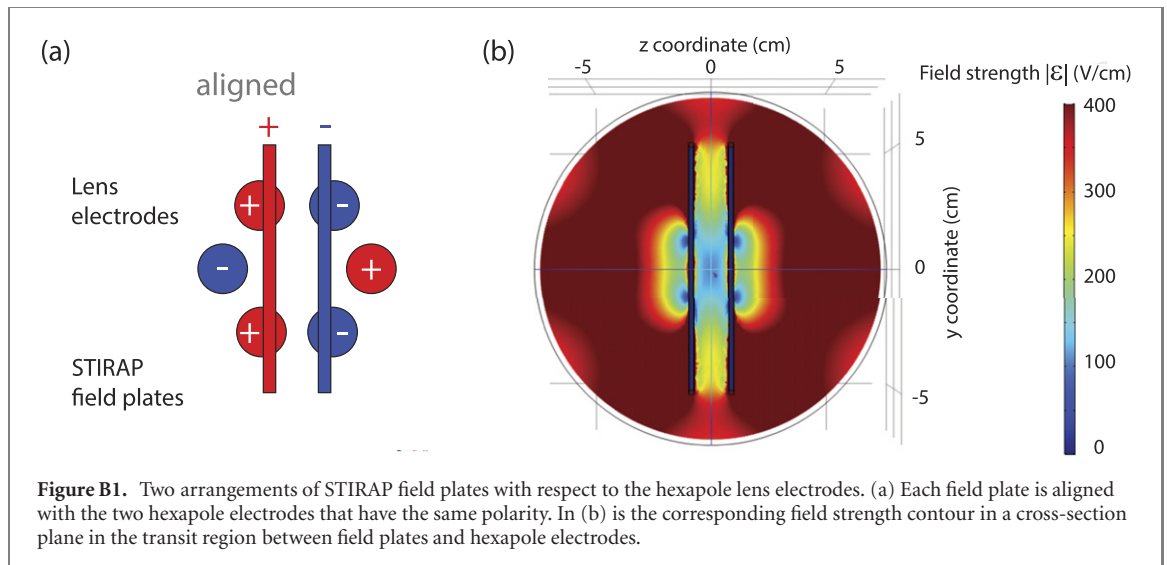 (a)
aligned
+ -
Lens
electrodes
+ -
- +
+ -
STIRAP
field plates
(b)
z coordinate (cm)
-5 0 5
Field strength |ε| (V/cm)
400
300
200
100
0
5
0
-5
y coordinate (cm)
Figure B1. Two arrangements of STIRAP field plates with respect to the hexapole lens electrodes. (a) Each field plate is aligned
with the two hexapole electrodes that have the same polarity. In (b) is the corresponding field strength contour in a cross-section
plane in the transit region between field plates and hexapole electrodes.